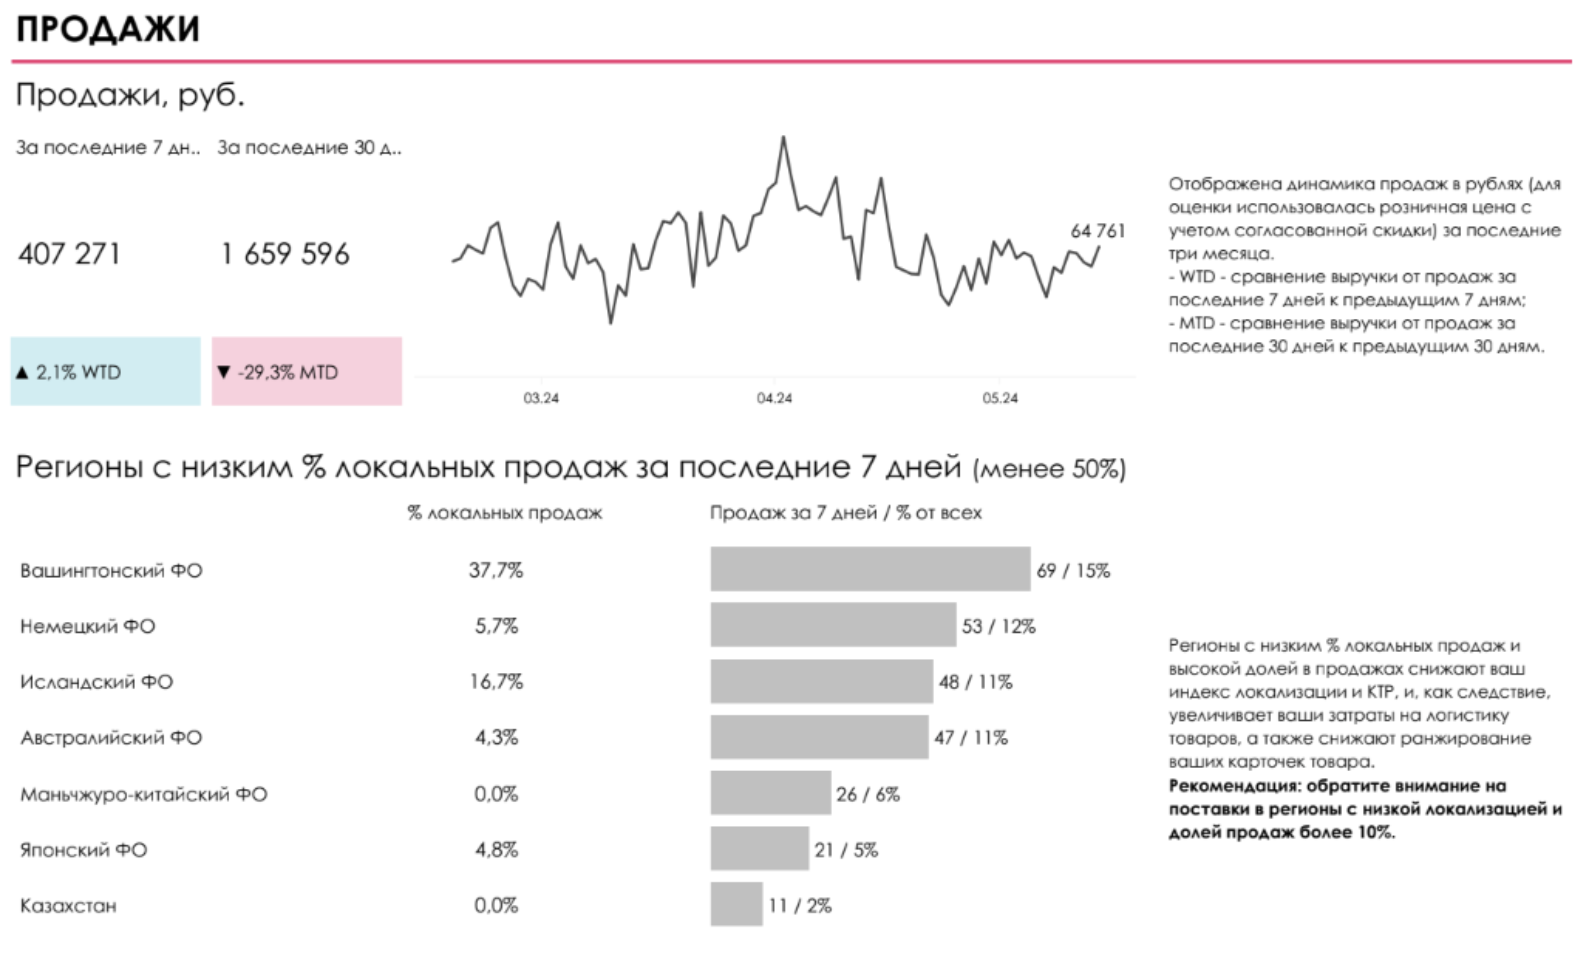 ПРОДАЖИ
Продажи, руб.
За последние 7 дн.. За последние 30 д..
407 271 1 659 596
▲ 2,1% WTD ▼ -29,3% MTD
64 761
03.24 04.24 05.24
Отображена динамика продаж в рублях (для
оценки использовалась розничная цена с
учетом согласованной скидки) за последние
три месяца.
- WTD - сравнение выручки от продаж за
последние 7 дней к предыдущим 7 дням;
- MTD - сравнение выручки от продаж за
последние 30 дней к предыдущим 30 дням.
Регионы с низким % локальных продаж за последние 7 дней (менее 50%)
% локальных продаж Продаж за 7 дней / % от всех
Вашингтонский ФО 37,7% 69 / 15%
Немецкий ФО 5,7% 53 / 12%
Исландский ФО 16,7% 48 / 11%
Австралийский ФО 4,3% 47 / 11%
Маньчжуро-китайский ФО 0,0% 26 / 6%
Японский ФО 4,8% 21 / 5%
Казахстан 0,0% 11 / 2%
Регионы с низким % локальных продаж и
высокой долей в продажах снижают ваш
индекс локализации и КТР, и, как следствие,
увеличивает ваши затраты на логистику
товаров, а также снижают ранжирование
ваших карточек товара.
Рекомендация: обратите внимание на
поставки в регионы с низкой локализацией и
долей продаж более 10%.